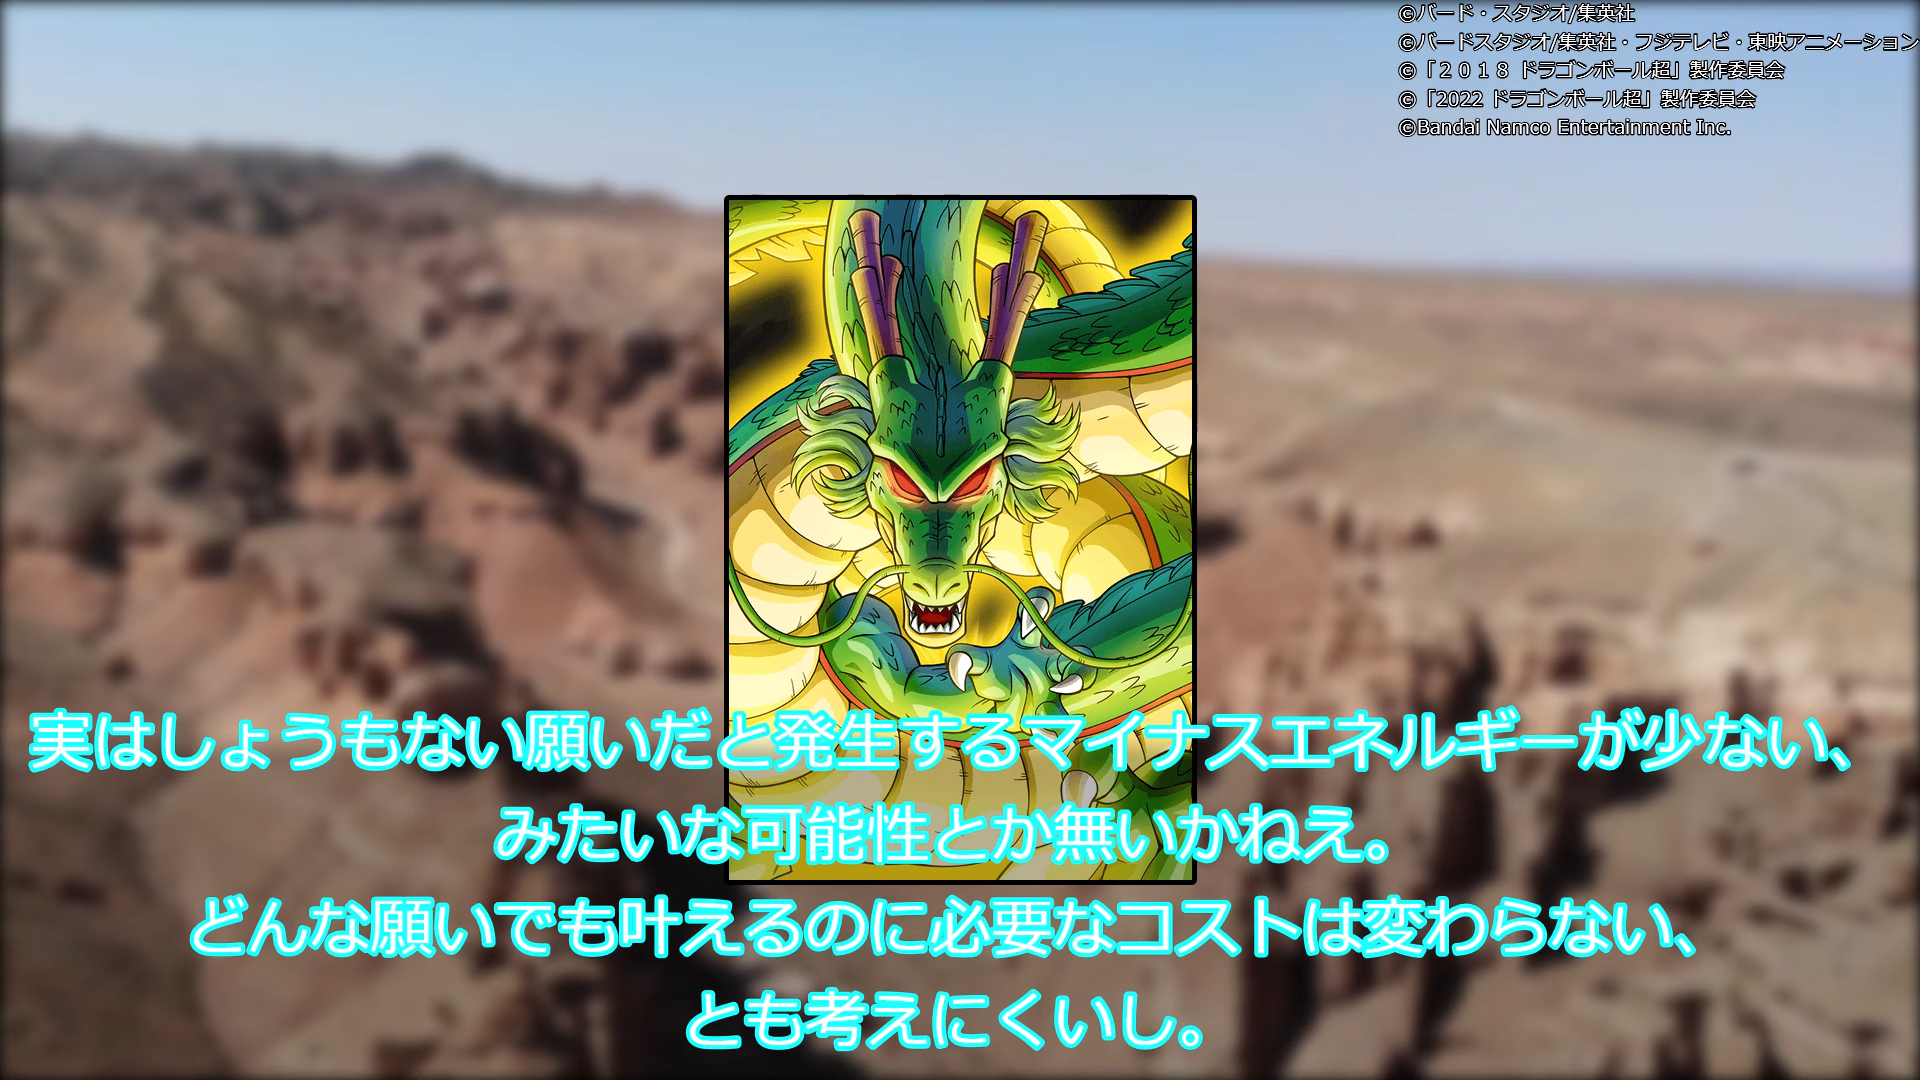 ©バード・スタジオ/集英社
©バードスタジオ/集英社・フジテレビ・東映アニメーション
©「２０１８ ドラゴンボール超」製作委員会
©「2022 ドラゴンボール超」製作委員会
©Bandai Namco Entertainment Inc.
実はしょうもない願いだと発生するマイナスエネルギーが少ない、
みたいな可能性とか無いかねえ。
どんな願いでも叶えるのに必要なコストは変わらない、
とも考えにくいし。